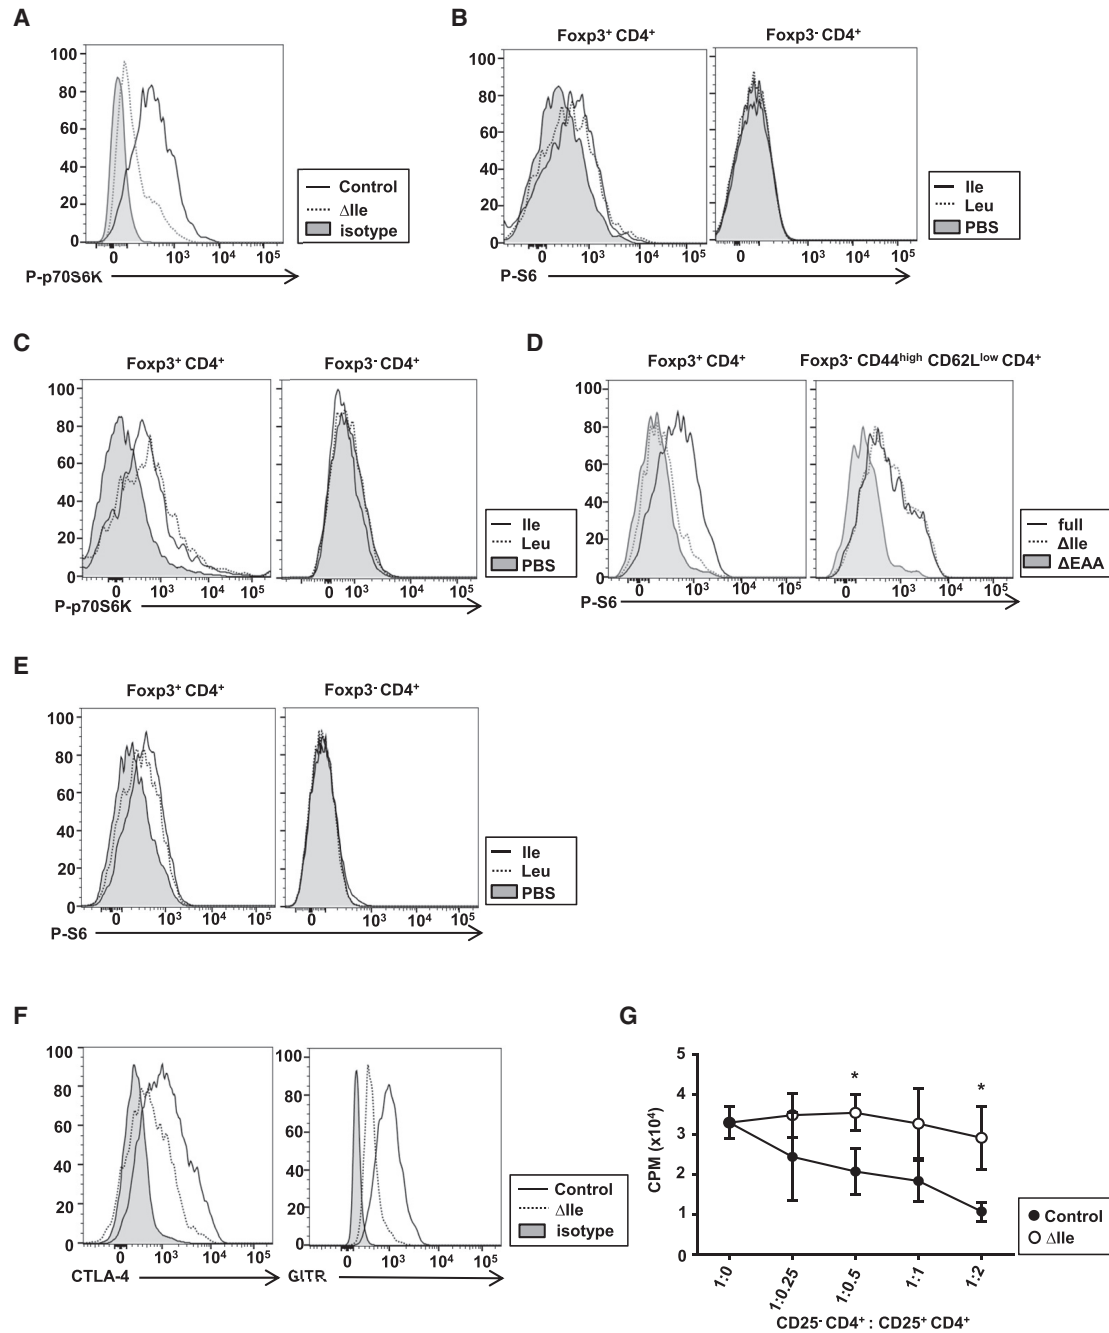 A
100
80
60
40
20
0
0 10³ 10⁴ 10⁵
P-p70S6K
Control
ΔIle
isotype
B
Foxp3⁺ CD4⁺ Foxp3⁻ CD4⁺
100
80
60
40
20
0
0 10³ 10⁴ 10⁵ 0 10³ 10⁴ 10⁵
P-S6
Ile
Leu
PBS
C
Foxp3⁺ CD4⁺ Foxp3⁻ CD4⁺
100
80
60
40
20
0
0 10³ 10⁴ 10⁵ 0 10³ 10⁴ 10⁵
P-p70S6K
Ile
Leu
PBS
D
Foxp3⁺ CD4⁺ Foxp3⁻ CD44ʰⁱᵍʰ CD62Lˡᵒʷ CD4⁺
100
80
60
40
20
0
0 10³ 10⁴ 10⁵ 0 10³ 10⁴ 10⁵
P-S6
full
ΔIle
ΔEAA
E
Foxp3⁺ CD4⁺ Foxp3⁻ CD4⁺
100
80
60
40
20
0
0 10³ 10⁴ 10⁵ 0 10³ 10⁴ 10⁵
P-S6
Ile
Leu
PBS
F
100 100
80 80
60 60
40 40
20 20
0 0
0 10³ 10⁴ 10⁵ 0 10³ 10⁴ 10⁵
CTLA-4 GITR
Control
ΔIle
isotype
G
5
4
3
2
1
0
CPM (x10⁴)
* *
1:0 1:0.25 1:0.5 1:1 1:2
CD25⁻ CD4⁺ : CD25⁺ CD4⁺
Control
ΔIle